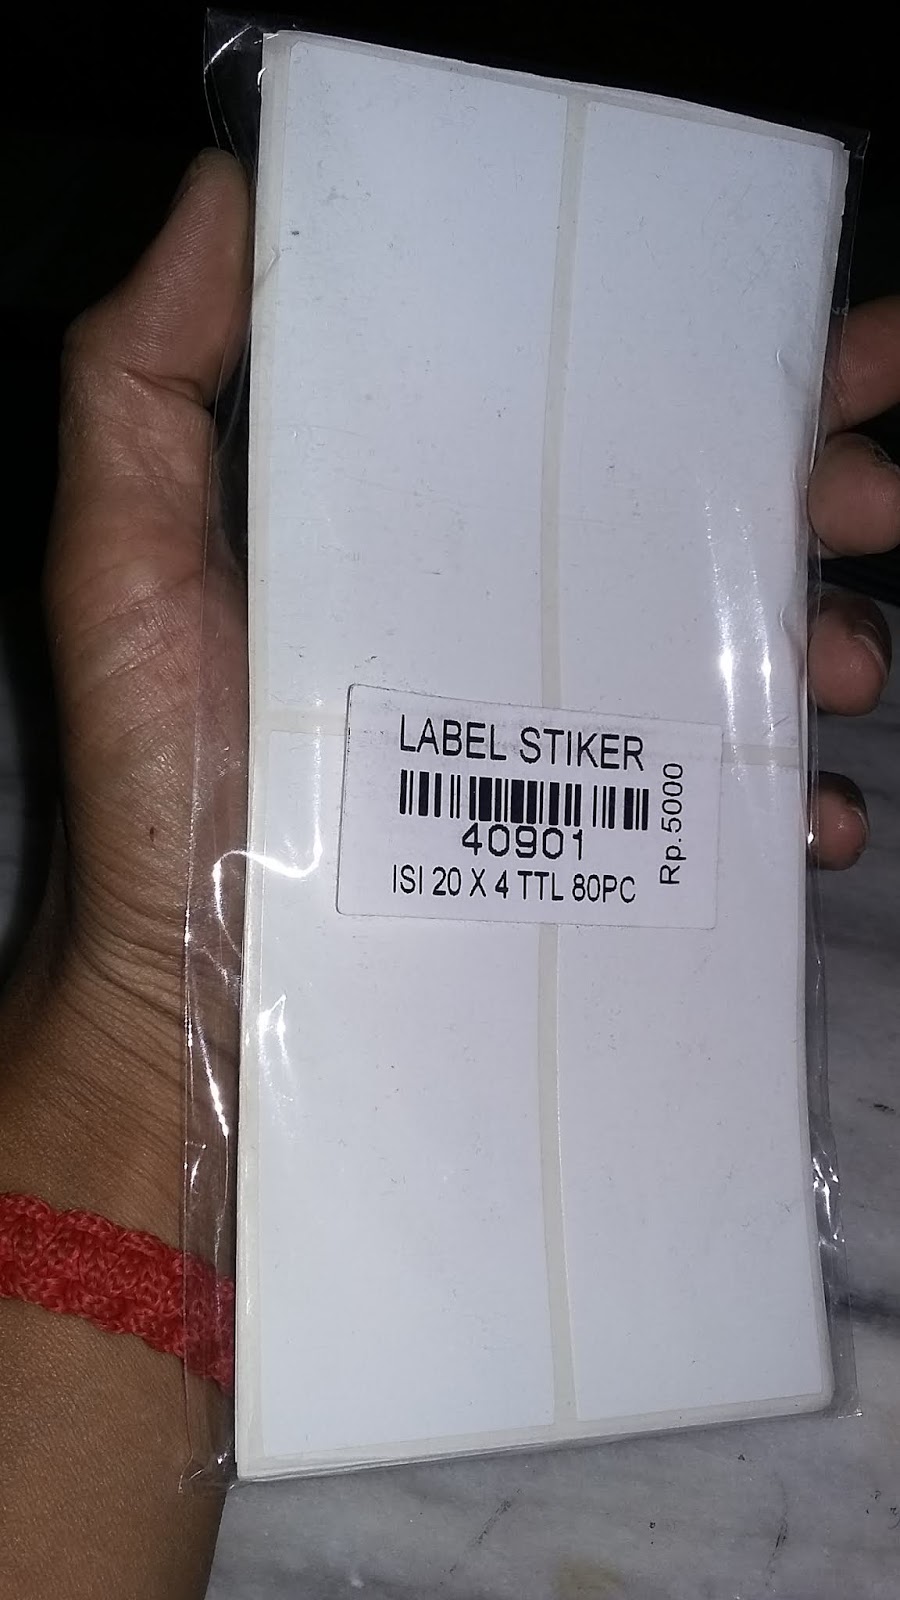 LABEL STIKER
40901
ISI 20 X 4 TTL 80PC
Rp.5000